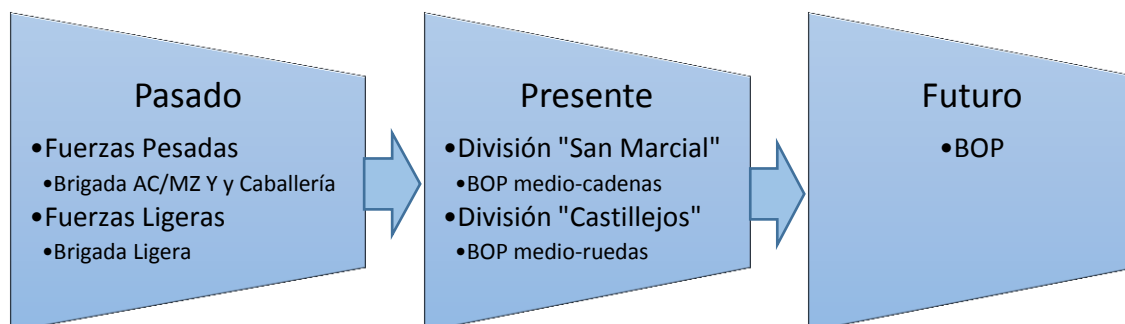 Pasado
•Fuerzas Pesadas
•Brigada AC/MZ Y y Caballería
•Fuerzas Ligeras
•Brigada Ligera
Presente
•División "San Marcial"
•BOP medio-cadenas
•División "Castillejos"
•BOP medio-ruedas
Futuro
•BOP